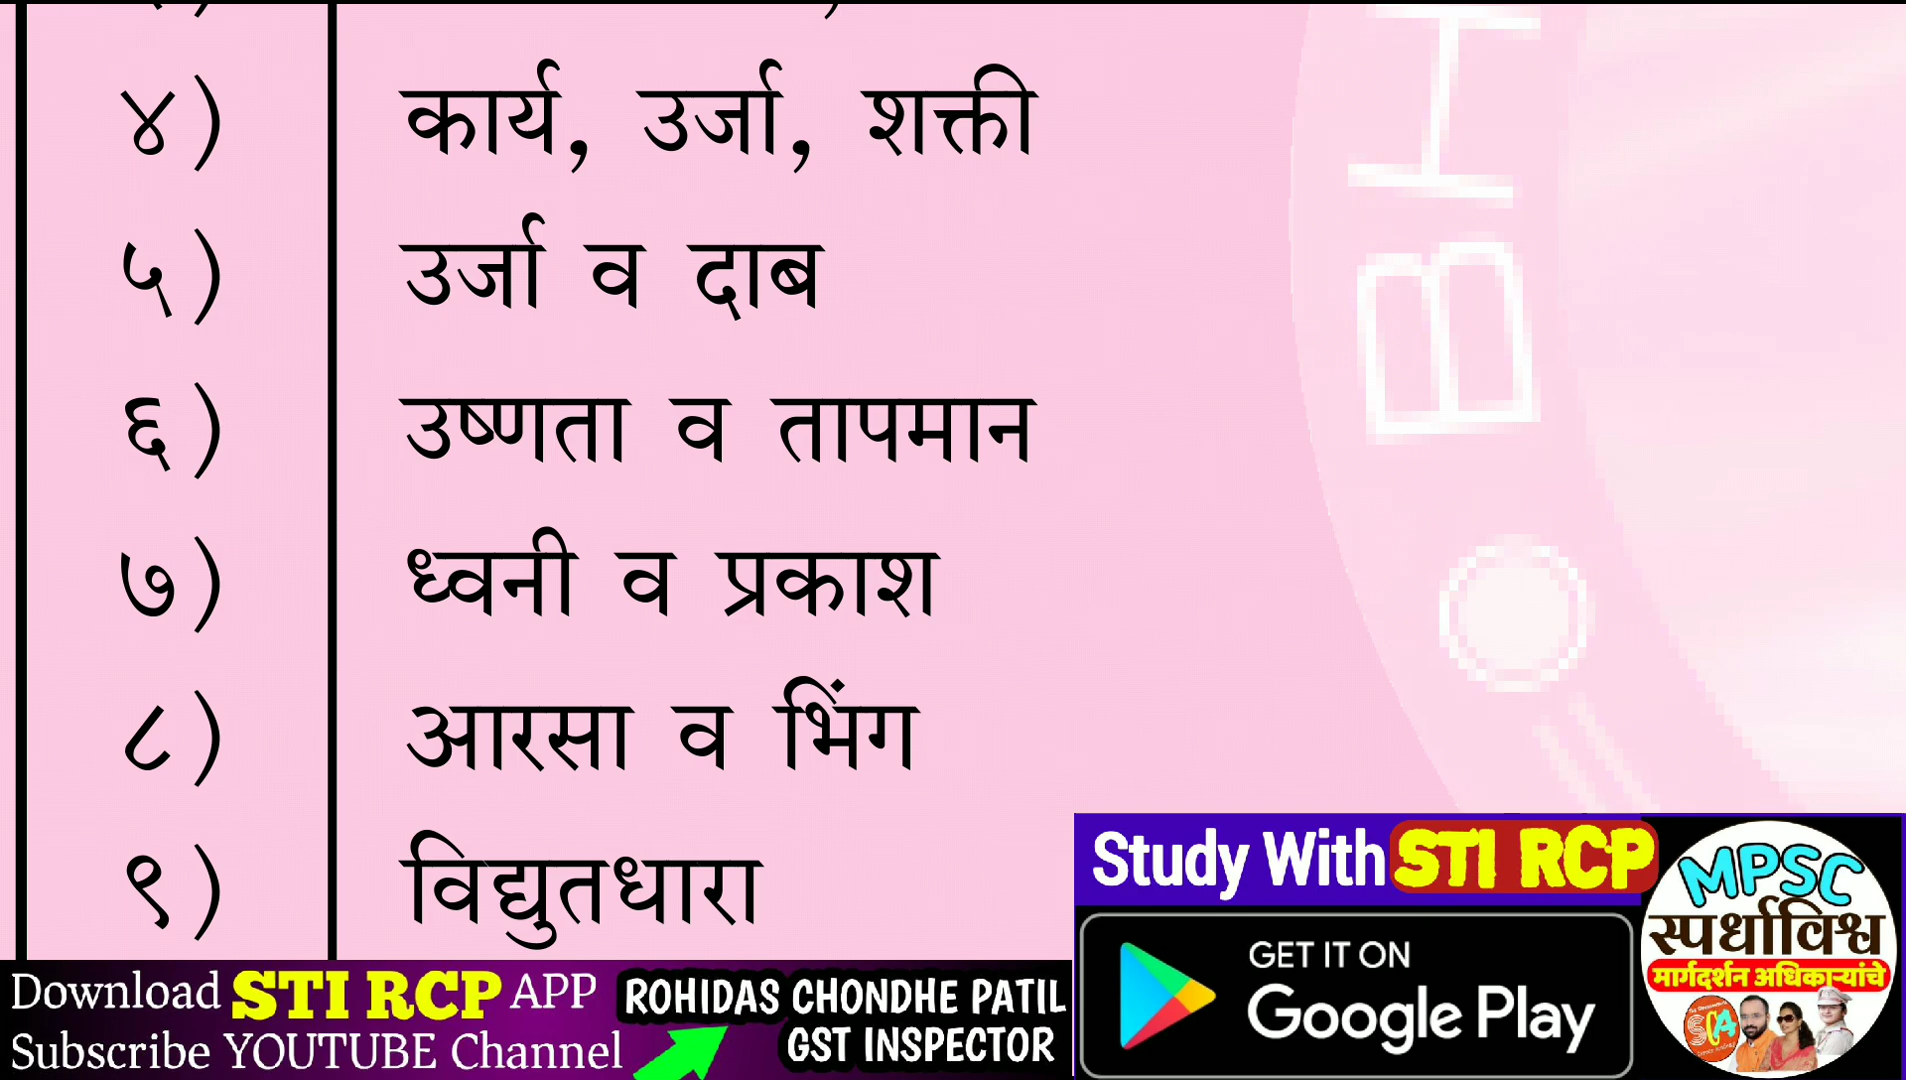 ४) कार्य, उर्जा, शक्ती
५) उर्जा व दाब
६) उष्णता व तापमान
७) ध्वनी व प्रकाश
८) आरसा व भिंग
९) विद्युतधारा
BH
Study With STI RCP
GET IT ON
Google Play
MPSC
स्पर्धाविश्व
मार्गदर्शन अधिकाऱ्यांचे
SCA
Download STI RCP APP
Subscribe YOUTUBE Channel
ROHIDAS CHONDHE PATIL
GST INSPECTOR